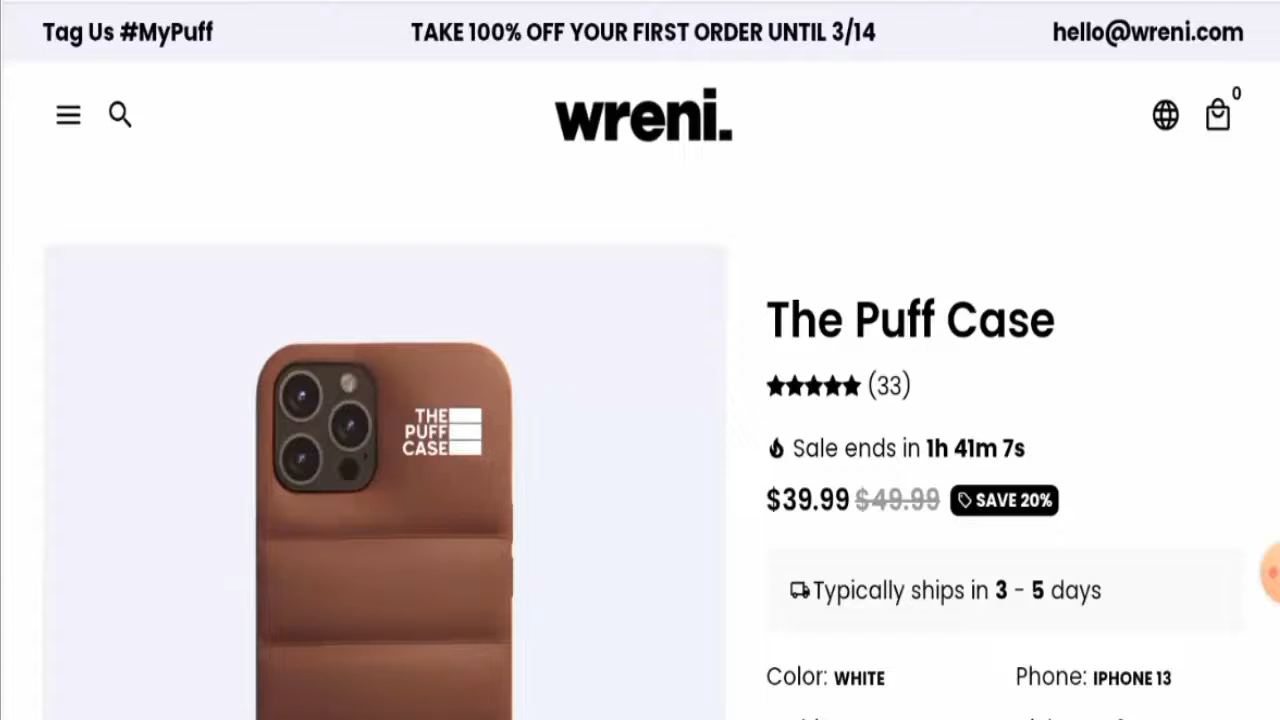 Tag Us #MyPuff
TAKE 100% OFF YOUR FIRST ORDER UNTIL 3/14
hello@wreni.com
0
wreni.
The Puff Case
(33)
THE
PUFF
CASE
Sale ends in 1h 41m 7s
$39.99 $49.99 SAVE 20%
Typically ships in 3 - 5 days
Color: WHITE
Phone: IPHONE 13